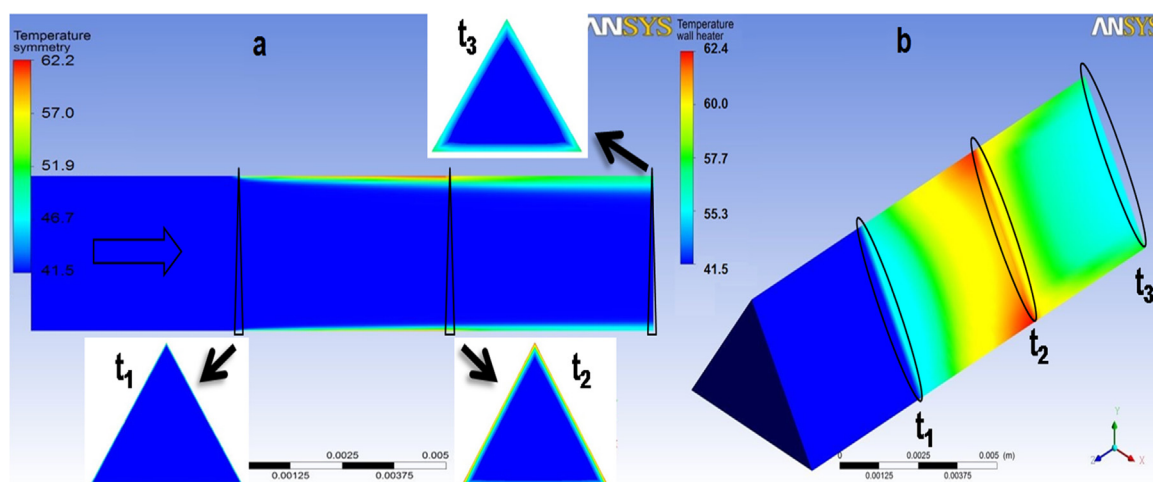 a
Temperature
symmetry
62.2
57.0
51.9
46.7
41.5
t3
ANSYS
t1
t2
0.0025
0.005
0.00125
0.00375
Temperature
wall heater
62.4
60.0
57.7
55.3
41.5
b
ANSYS
t1
t2
t3
0
0.0025
0.005
(m)
0.00125
0.00375
Y
Z
X